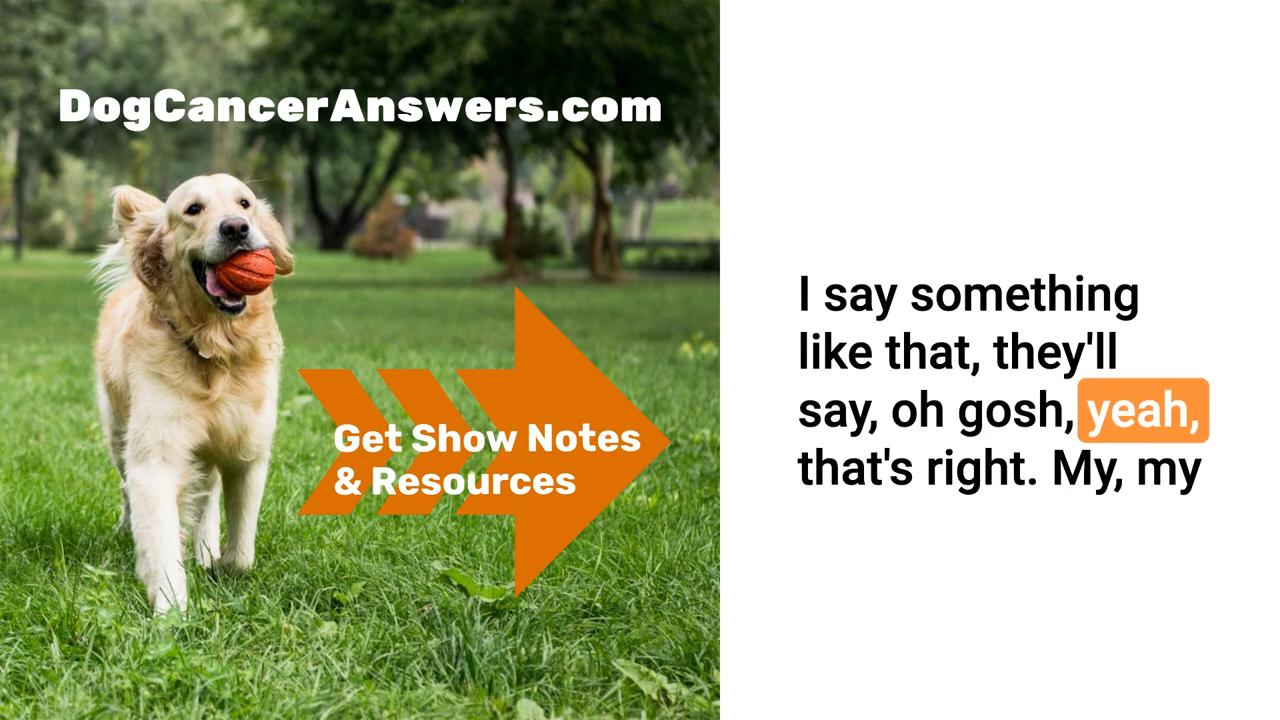 DogCancerAnswers.com
Get Show Notes
& Resources
I say something
like that, they'll
say, oh gosh, yeah,
that's right. My, my